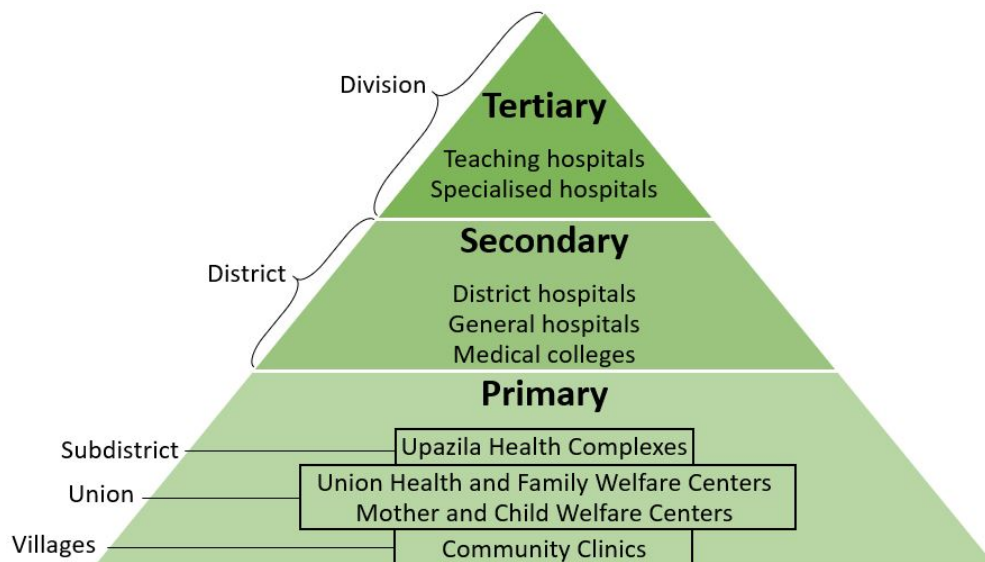 Division
Tertiary
Teaching hospitals
Specialised hospitals
District
Secondary
District hospitals
General hospitals
Medical colleges
Primary
Subdistrict
Upazila Health Complexes
Union
Union Health and Family Welfare Centers
Mother and Child Welfare Centers
Villages
Community Clinics